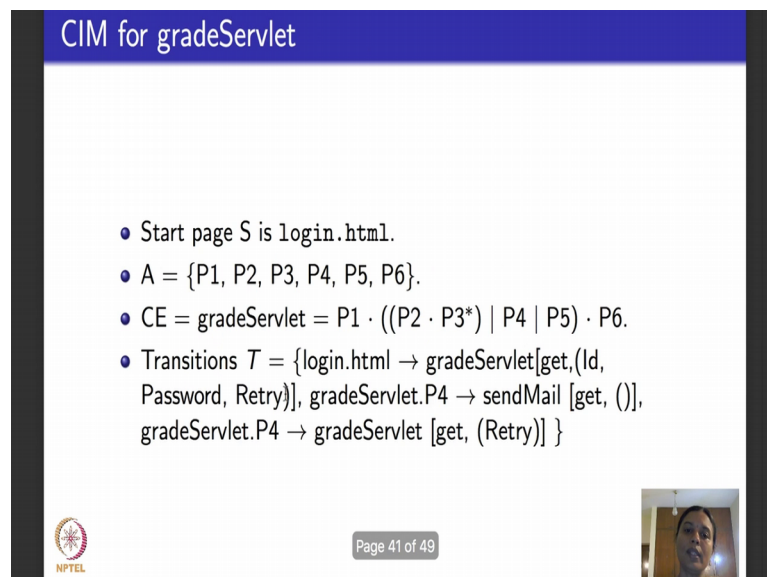 CIM for gradeServlet
Start page S is login.html.
A = {P1, P2, P3, P4, P5, P6}.
CE = gradeServlet = P1 · ((P2 · P3*) | P4 | P5) · P6.
Transitions T = {login.html → gradeServlet[get,(Id,
Password, Retry)], gradeServlet.P4 → sendMail [get, ()],
gradeServlet.P4 → gradeServlet [get, (Retry)] }
Page 41 of 49
NPTEL